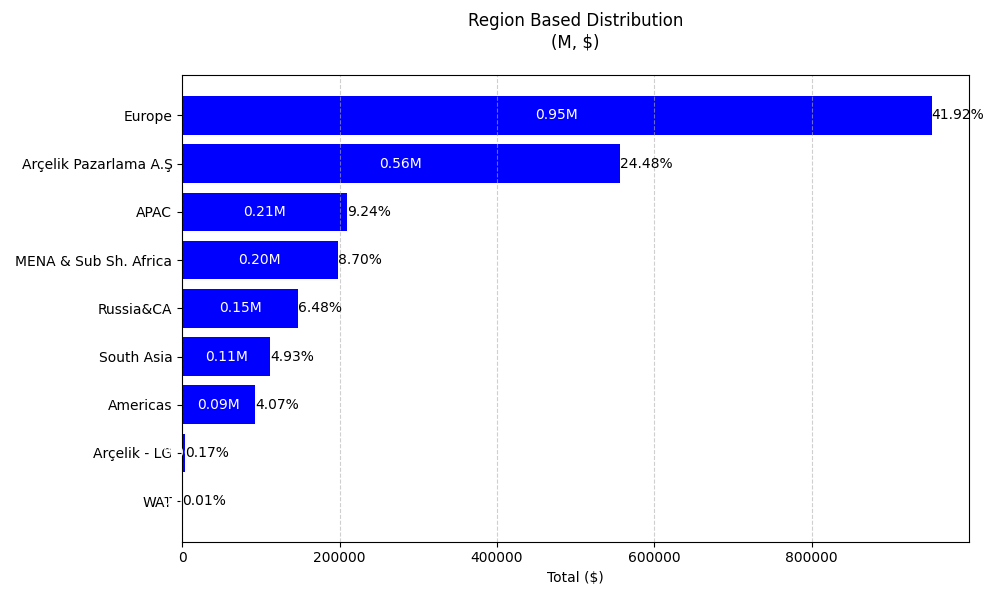 Region Based Distribution
(M, $)
Europe 0.95M 41.92%
Arçelik Pazarlama A.Ş 0.56M 24.48%
APAC 0.21M 9.24%
MENA & Sub Sh. Africa 0.20M 8.70%
Russia&CA 0.15M 6.48%
South Asia 0.11M 4.93%
Americas 0.09M 4.07%
Arçelik - LG 0.17%
WAT 0.01%
0 200000 400000 600000 800000
Total ($)